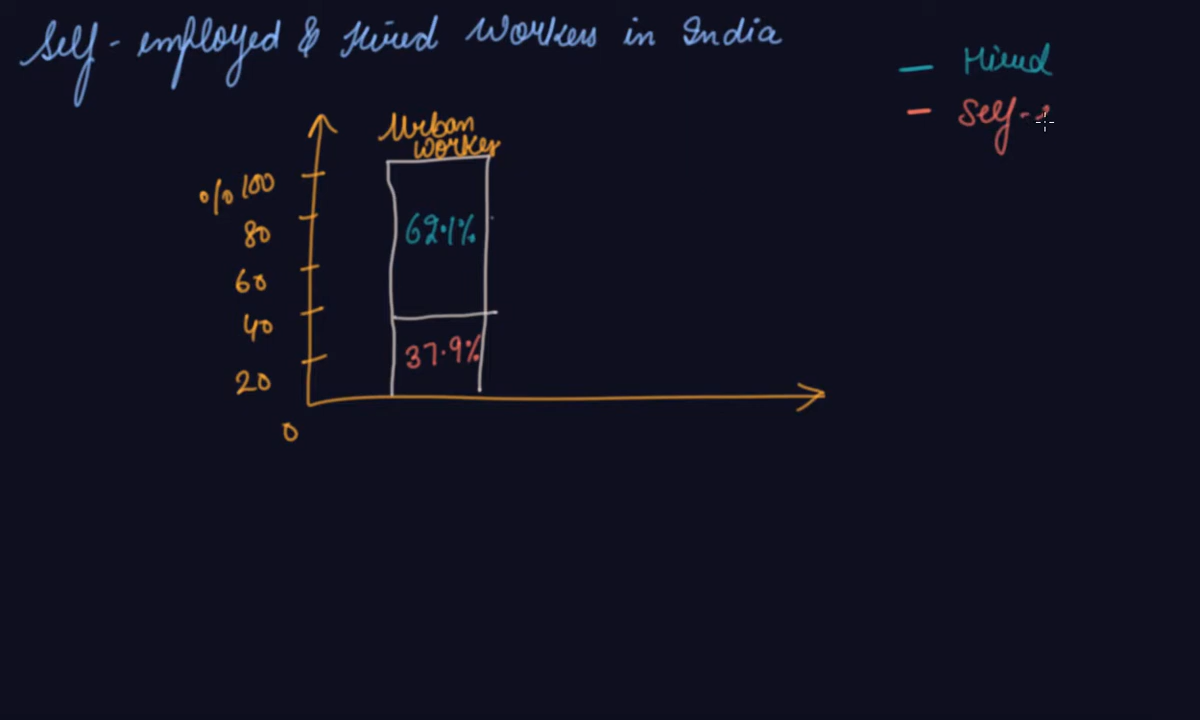 Self-employed & Hired Workers in India
Hired
Self-
Urban
worker
% 100
80
62.1%
60
40
37.9%
20
0